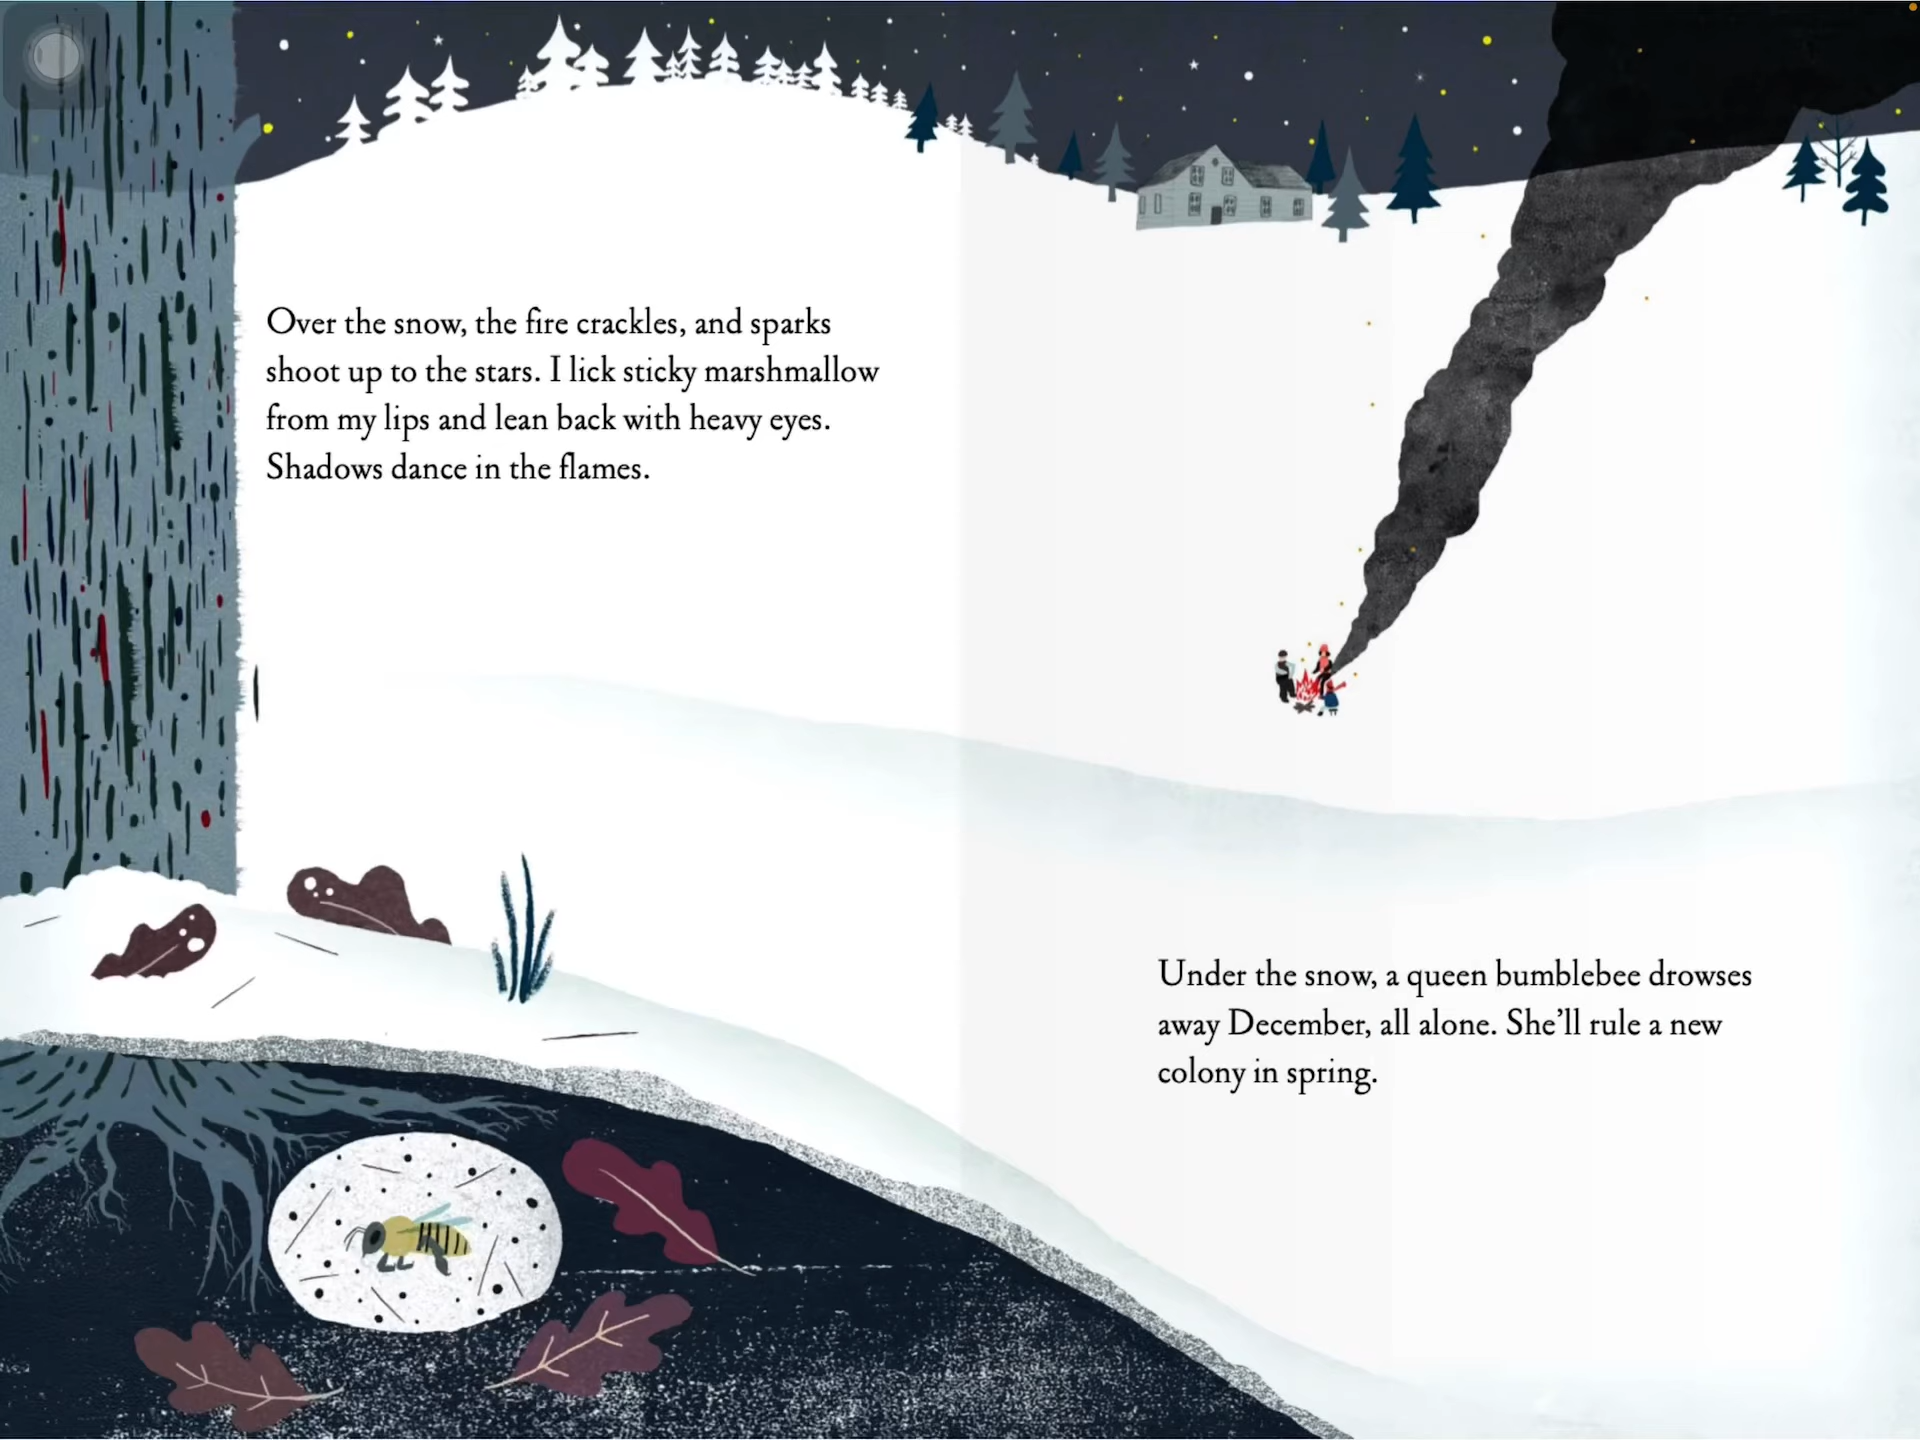 Over the snow, the fire crackles, and sparks
shoot up to the stars. I lick sticky marshmallow
from my lips and lean back with heavy eyes.
Shadows dance in the flames.
Under the snow, a queen bumblebee drowses
away December, all alone. She’ll rule a new
colony in spring.